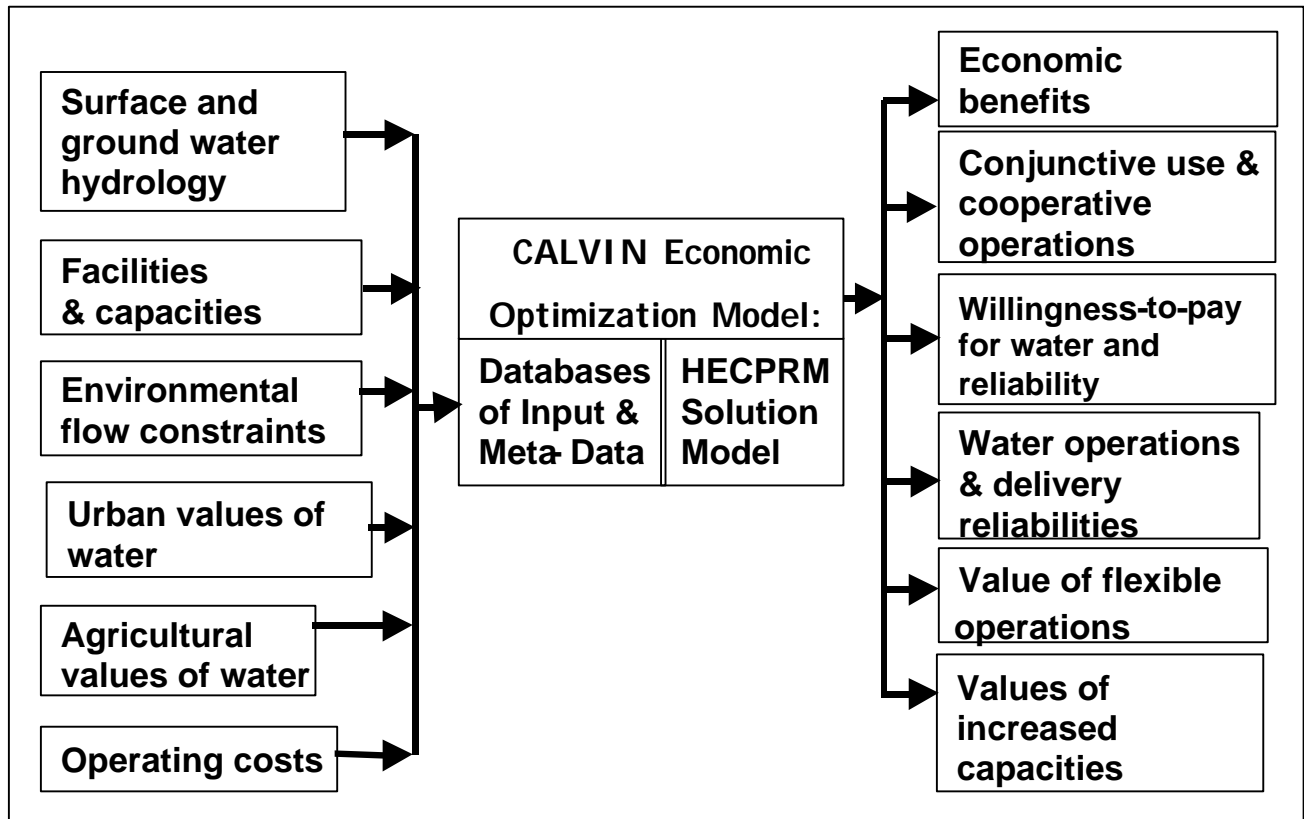 Surface and
ground water
hydrology
Facilities
& capacities
Environmental
flow constraints
Urban values of
water
Agricultural
values of water
Operating costs
CALVIN Economic
Optimization Model:
Databases
of Input &
Meta- Data
HECPRM
Solution
Model
Economic
benefits
Conjunctive use &
cooperative
operations
Willingness-to-pay
for water and
reliability
Water operations
& delivery
reliabilities
Value of flexible
operations
Values of
increased
capacities